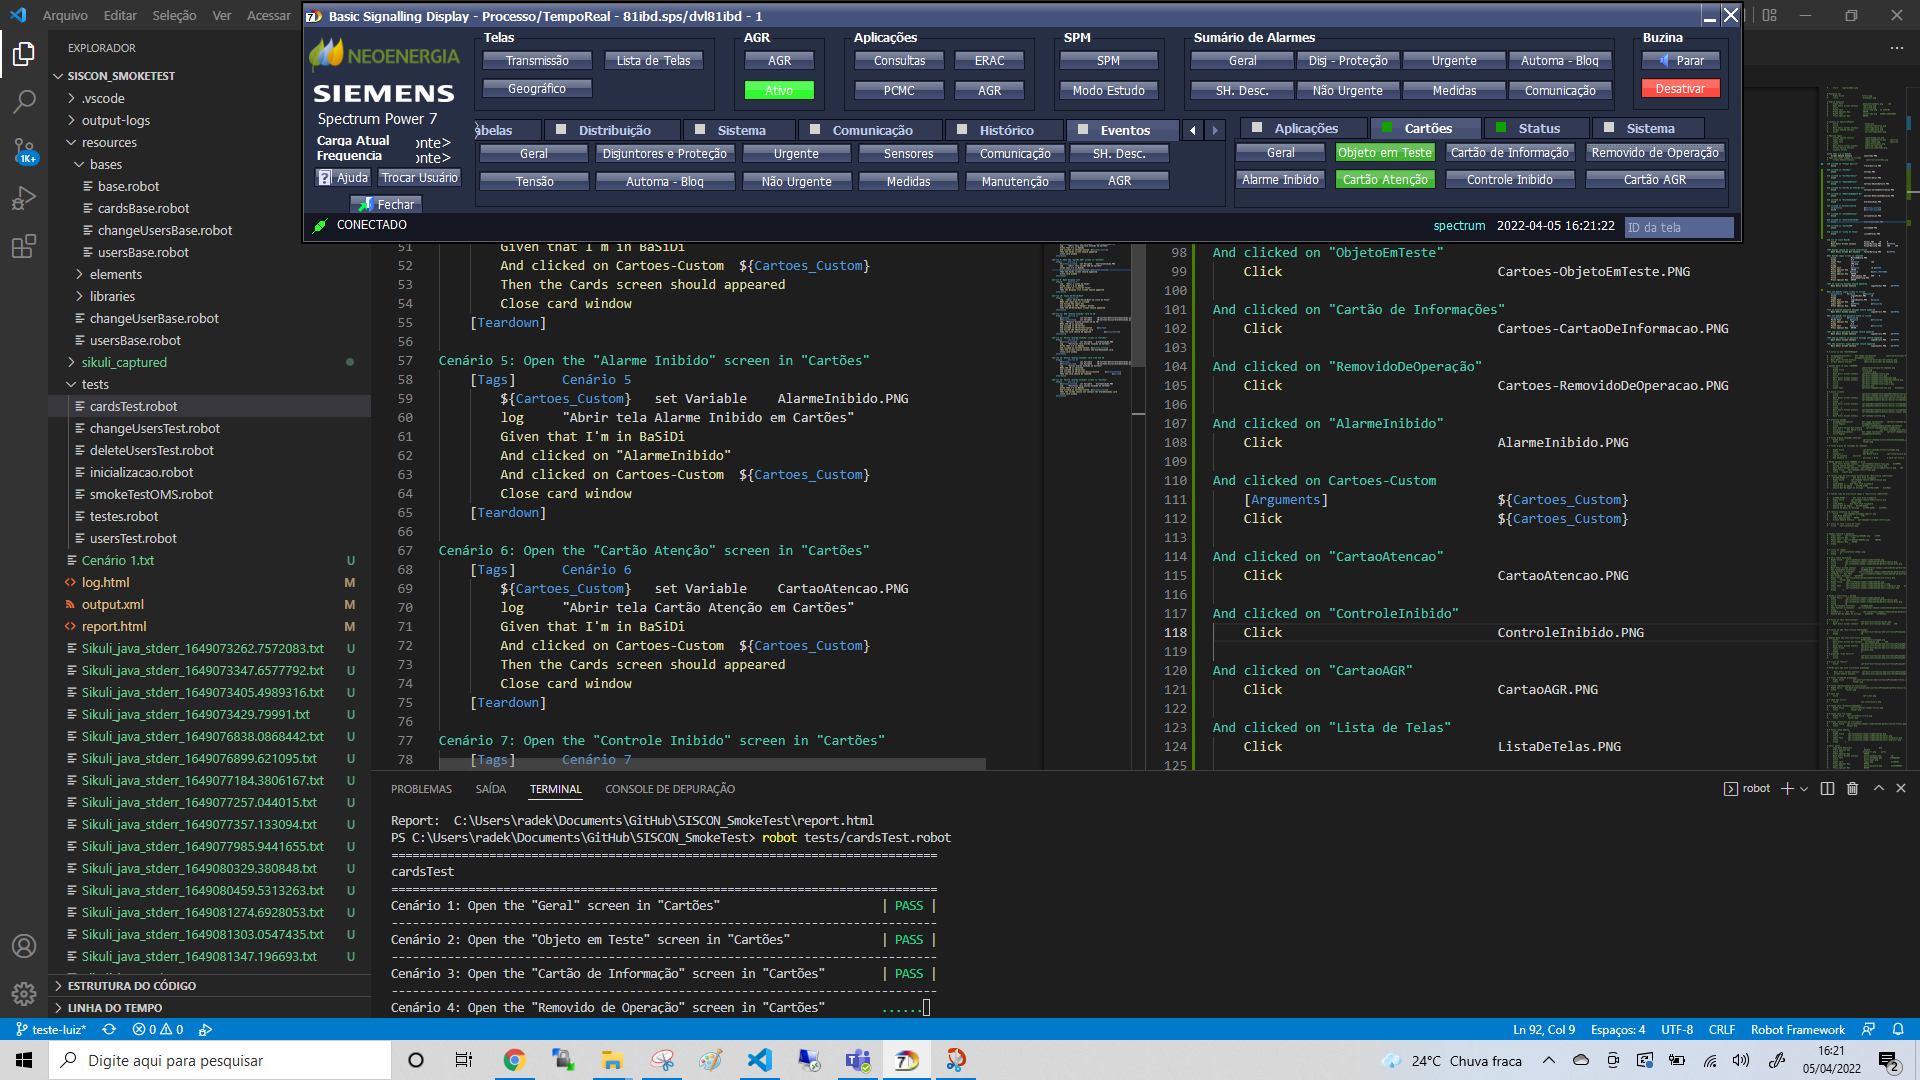 Arquivo Editar Seleção Ver Acessar
Basic Signalling Display - Processo/TempoReal - 81ibd.sps/dvl81ibd - 1
NEOENERGIA
SIEMENS
Spectrum Power 7
Carga Atual onte>
Frequencia onte>
Ajuda Trocar Usuário
Fechar
CONECTADO
Telas
Transmissão Lista de Telas
Geográfico
AGR
AGR
Ativo
Aplicações
Consultas ERAC
PCMC AGR
SPM
SPM
Modo Estudo
Sumário de Alarmes
Geral Disj - Proteção Urgente Automa - Bloq
SH. Desc. Não Urgente Medidas Comunicação
Buzina
Parar
Desativar
abelas Distribuição Sistema Comunicação Histórico Eventos
Geral Disjuntores e Proteção Urgente Sensores Comunicação SH. Desc.
Tensão Automa - Bloq Não Urgente Medidas Manutenção AGR
Aplicações Cartões Status Sistema
Geral Objeto em Teste Cartão de Informação Removido de Operação
Alarme Inibido Cartão Atenção Controle Inibido Cartão AGR
spectrum 2022-04-05 16:21:22 ID da tela
EXPLORADOR
SISCON_SMOKETEST
.vscode
output-logs
resources
bases
base.robot
cardsBase.robot
changeUsersBase.robot
usersBase.robot
elements
libraries
changeUserBase.robot
usersBase.robot
sikuli_captured
tests
cardsTest.robot
changeUsersTest.robot
deleteUsersTest.robot
inicializacao.robot
smokeTestOMS.robot
testes.robot
usersTest.robot
Cenário 1.txt U
log.html M
output.xml M
report.html M
Sikuli_java_stderr_1649073262.7572083.txt U
Sikuli_java_stderr_1649073347.6577792.txt U
Sikuli_java_stderr_1649073405.4989316.txt U
Sikuli_java_stderr_1649073429.79991.txt U
Sikuli_java_stderr_1649076838.0868442.txt U
Sikuli_java_stderr_1649076899.621095.txt U
Sikuli_java_stderr_1649077184.3806167.txt U
Sikuli_java_stderr_1649077257.044015.txt U
Sikuli_java_stderr_1649077357.133094.txt U
Sikuli_java_stderr_1649077985.9441655.txt U
Sikuli_java_stderr_1649080329.380848.txt U
Sikuli_java_stderr_1649080459.5313263.txt U
Sikuli_java_stderr_1649081274.6928053.txt U
Sikuli_java_stderr_1649081303.0547435.txt U
Sikuli_java_stderr_1649081347.196693.txt U
ESTRUTURA DO CÓDIGO
LINHA DO TEMPO
1K+
51 Given that I'm in BaSiDi
52 And clicked on Cartoes-Custom ${Cartoes_Custom}
53 Then the Cards screen should appeared
54 Close card window
55 [Teardown]
56
57 Cenário 5: Open the "Alarme Inibido" screen in "Cartões"
58 [Tags] Cenário 5
59 ${Cartoes_Custom} set Variable AlarmeInibido.PNG
60 log "Abrir tela Alarme Inibido em Cartões"
61 Given that I'm in BaSiDi
62 And clicked on "AlarmeInibido"
63 And clicked on Cartoes-Custom ${Cartoes_Custom}
64 Close card window
65 [Teardown]
66
67 Cenário 6: Open the "Cartão Atenção" screen in "Cartões"
68 [Tags] Cenário 6
69 ${Cartoes_Custom} set Variable CartaoAtencao.PNG
70 log "Abrir tela Cartão Atenção em Cartões"
71 Given that I'm in BaSiDi
72 And clicked on Cartoes-Custom ${Cartoes_Custom}
73 Then the Cards screen should appeared
74 Close card window
75 [Teardown]
76
77 Cenário 7: Open the "Controle Inibido" screen in "Cartões"
78 [Tags] Cenário 7
98 And clicked on "ObjetoEmTeste"
99 Click Cartoes-ObjetoEmTeste.PNG
100
101 And clicked on "Cartão de Informações"
102 Click Cartoes-CartaoDeInformacao.PNG
103
104 And clicked on "RemovidoDeOperação"
105 Click Cartoes-RemovidoDeOperacao.PNG
106
107 And clicked on "AlarmeInibido"
108 Click AlarmeInibido.PNG
109
110 And clicked on Cartoes-Custom
111 [Arguments] ${Cartoes_Custom}
112 Click ${Cartoes_Custom}
113
114 And clicked on "CartaoAtencao"
115 Click CartaoAtencao.PNG
116
117 And clicked on "ControleInibido"
118 Click ControleInibido.PNG
119
120 And clicked on "CartaoAGR"
121 Click CartaoAGR.PNG
122
123 And clicked on "Lista de Telas"
124 Click ListaDeTelas.PNG
125
PROBLEMAS SAÍDA TERMINAL CONSOLE DE DEPURAÇÃO
robot
Report: C:\Users\radek\Documents\GitHub\SISCON_SmokeTest\report.html
PS C:\Users\radek\Documents\GitHub\SISCON_SmokeTest> robot tests/cardsTest.robot
==============================================================================
cardsTest
==============================================================================
Cenário 1: Open the "Geral" screen in "Cartões" | PASS |
------------------------------------------------------------------------------
Cenário 2: Open the "Objeto em Teste" screen in "Cartões" | PASS |
------------------------------------------------------------------------------
Cenário 3: Open the "Cartão de Informação" screen in "Cartões" | PASS |
------------------------------------------------------------------------------
Cenário 4: Open the "Removido de Operação" screen in "Cartões" ......
teste-luiz* 0 0
Ln 92, Col 9 Espaços: 4 UTF-8 CRLF Robot Framework
Digite aqui para pesquisar
24°C Chuva fraca
16:21
05/04/2022
2